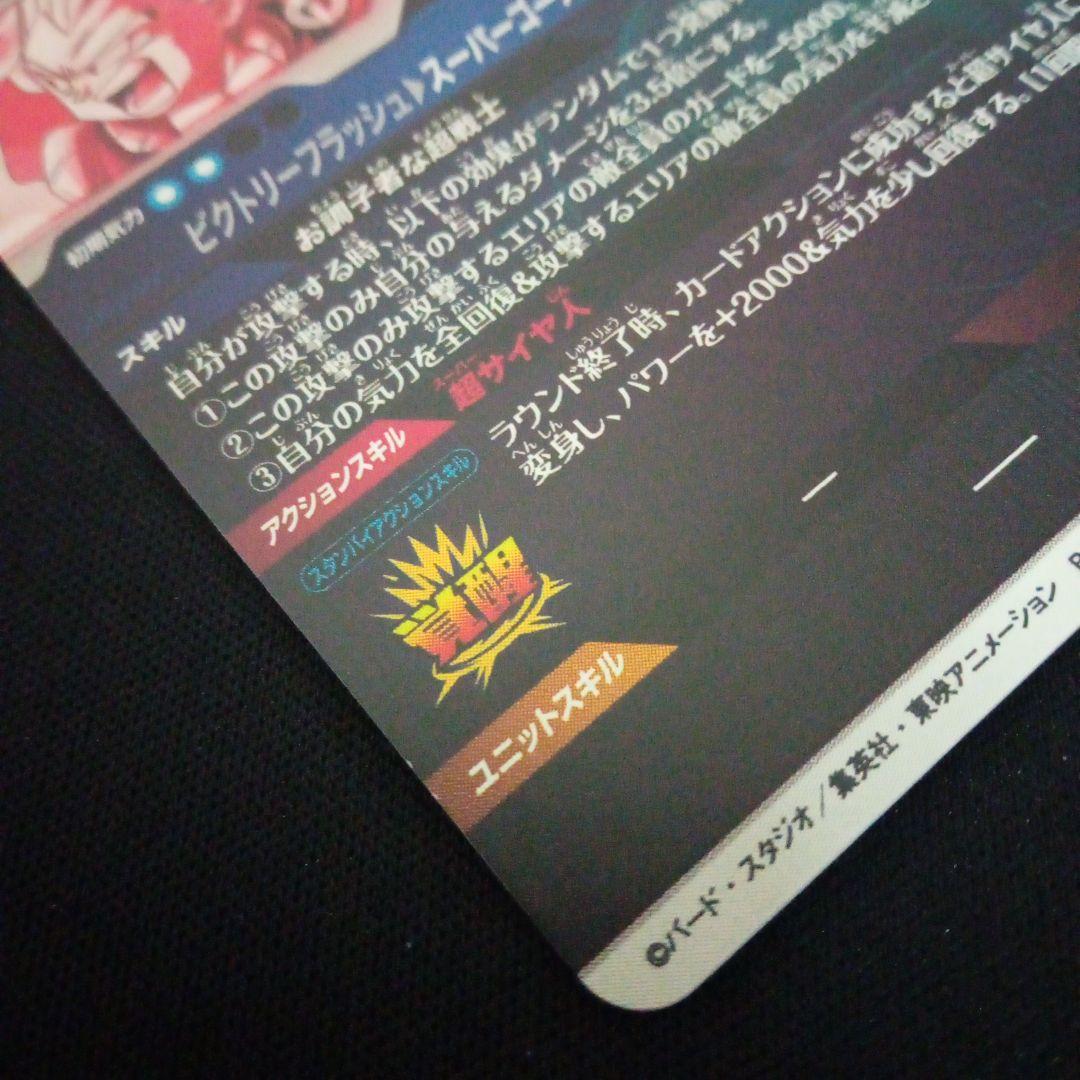 初期気力
ビクトリーフラッシュ▶スーパーゴー
スキル
お調子者な超戦士
自分が攻撃する時、以下の効果がランダムで1つ発動
①この攻撃のみ自分の与えるダメージを3.5倍にする。
②この攻撃のみ攻撃するエリアの敵全員のガードを-5000。
③自分の気力を全回復&攻撃するエリアの敵全員の気力を
アクションスキル
超サイヤ人
スタンバイアクションスキル
ラウンド終了時、カードアクションに成功すると超サイヤ人に
変身し、パワーを+2000&気力を少し回復する。[1回
覚醒
ユニットスキル
—
—
©バード・スタジオ/集英社・東映アニメーション